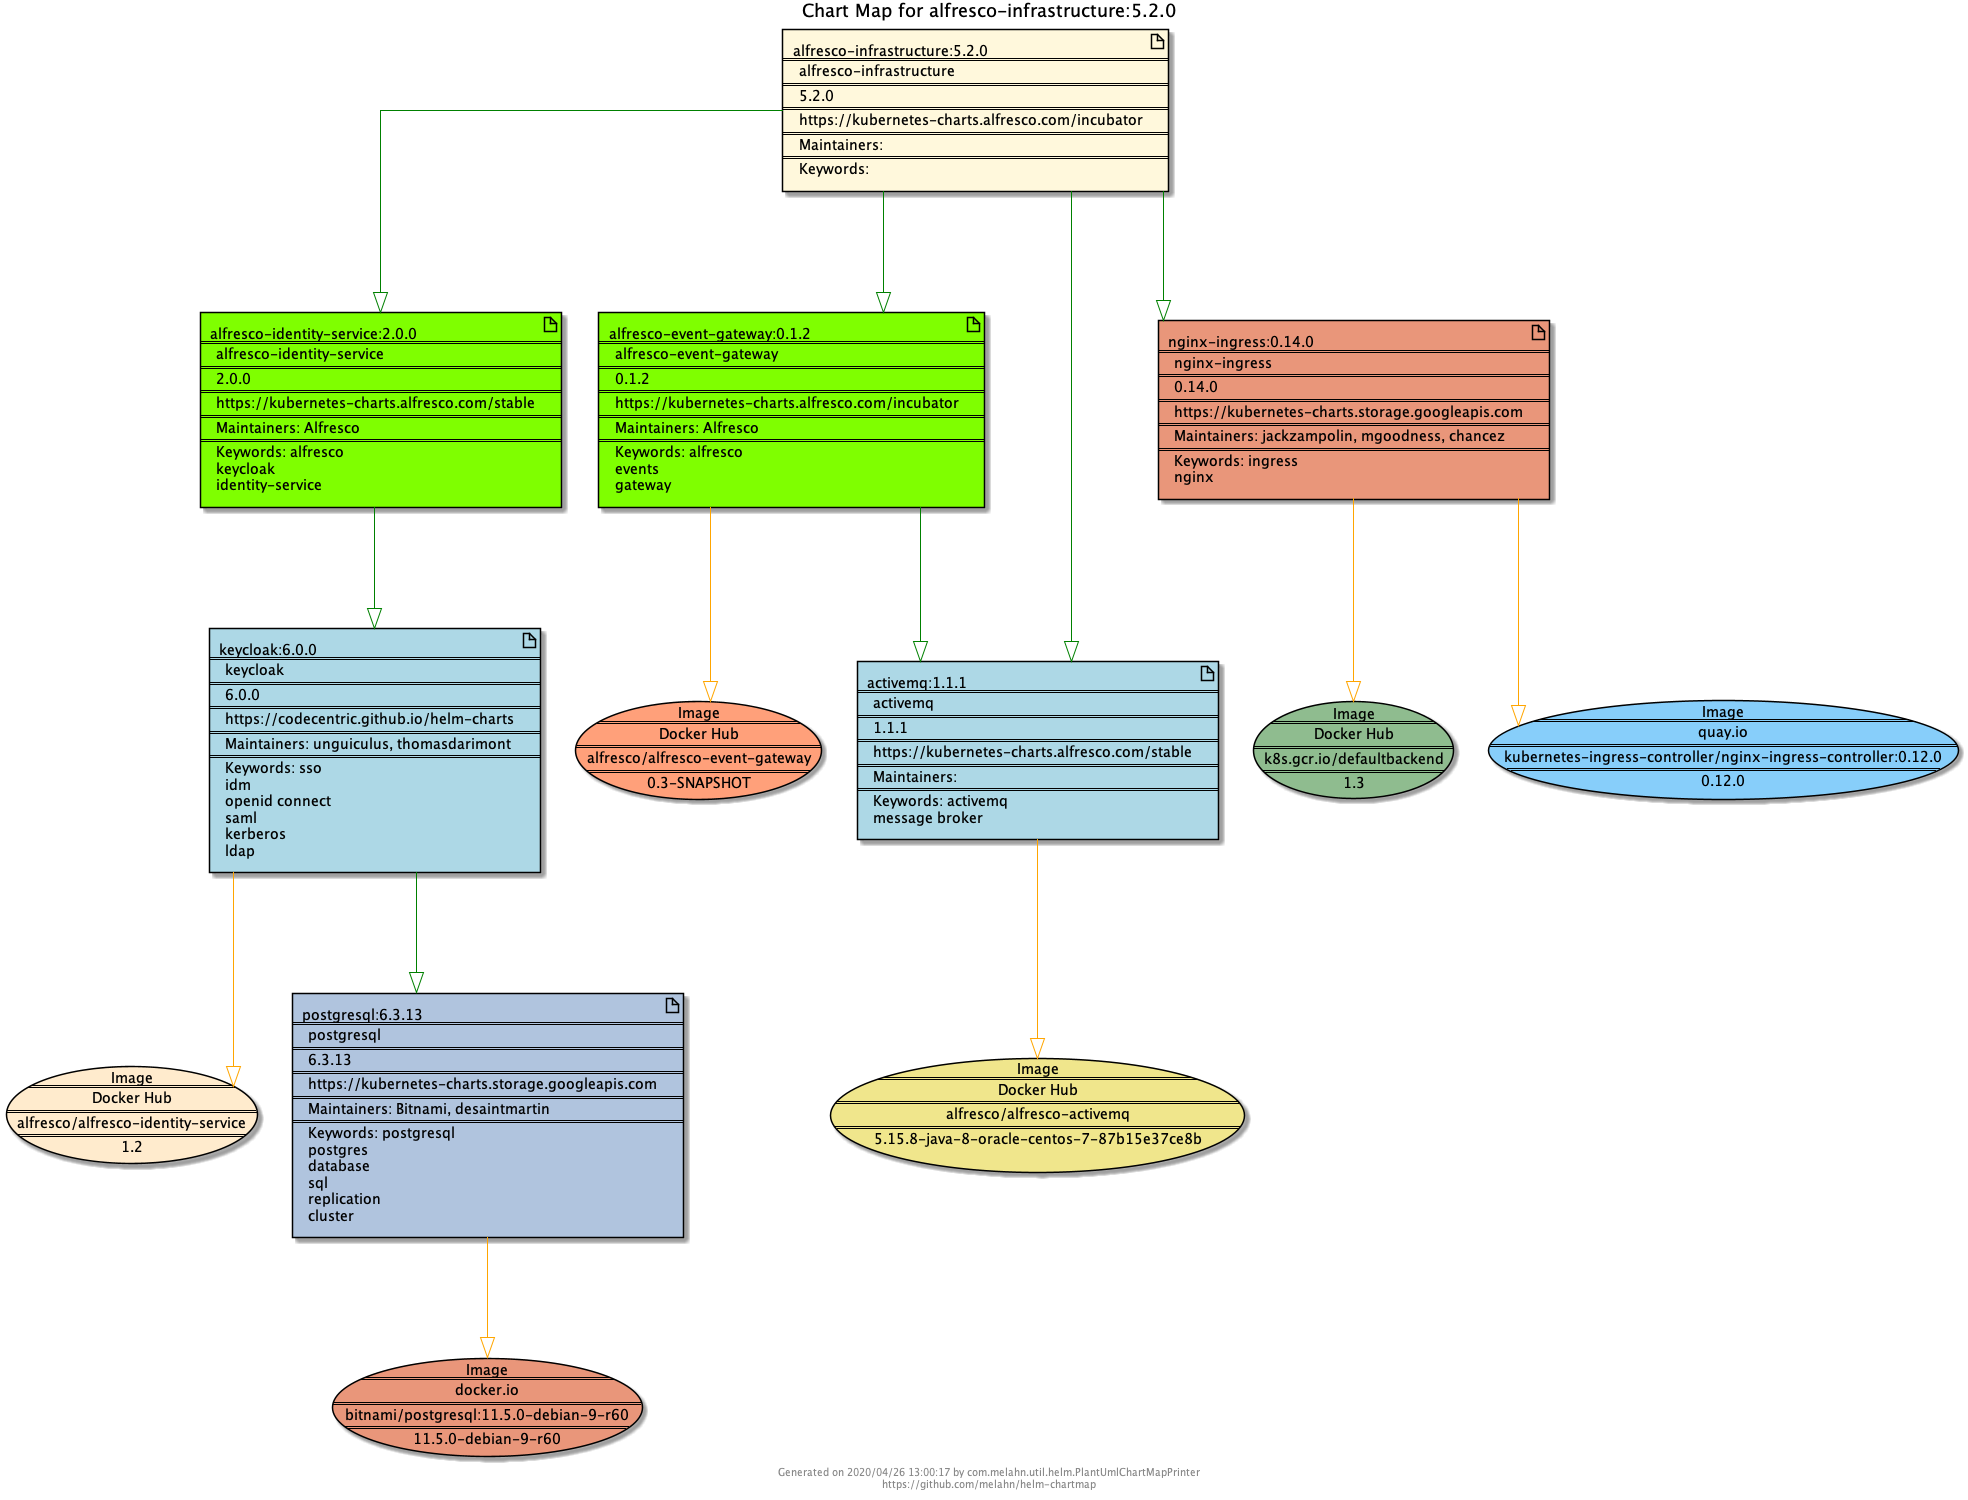 Chart Map for alfresco-infrastructure:5.2.0
alfresco-infrastructure:5.2.0
alfresco-infrastructure
5.2.0
https://kubernetes-charts.alfresco.com/incubator
Maintainers:
Keywords:
alfresco-identity-service:2.0.0
alfresco-identity-service
2.0.0
https://kubernetes-charts.alfresco.com/stable
Maintainers: Alfresco
Keywords: alfresco
keycloak
identity-service
alfresco-event-gateway:0.1.2
alfresco-event-gateway
0.1.2
https://kubernetes-charts.alfresco.com/incubator
Maintainers: Alfresco
Keywords: alfresco
events
gateway
nginx-ingress:0.14.0
nginx-ingress
0.14.0
https://kubernetes-charts.storage.googleapis.com
Maintainers: jackzampolin, mgoodness, chancez
Keywords: ingress
nginx
keycloak:6.0.0
keycloak
6.0.0
https://codecentric.github.io/helm-charts
Maintainers: unguiculus, thomasdarimont
Keywords: sso
idm
openid connect
saml
kerberos
ldap
Image
Docker Hub
alfresco/alfresco-event-gateway
0.3-SNAPSHOT
activemq:1.1.1
activemq
1.1.1
https://kubernetes-charts.alfresco.com/stable
Maintainers:
Keywords: activemq
message broker
Image
Docker Hub
k8s.gcr.io/defaultbackend
1.3
Image
quay.io
kubernetes-ingress-controller/nginx-ingress-controller:0.12.0
0.12.0
Image
Docker Hub
alfresco/alfresco-identity-service
1.2
postgresql:6.3.13
postgresql
6.3.13
https://kubernetes-charts.storage.googleapis.com
Maintainers: Bitnami, desaintmartin
Keywords: postgresql
postgres
database
sql
replication
cluster
Image
Docker Hub
alfresco/alfresco-activemq
5.15.8-java-8-oracle-centos-7-87b15e37ce8b
Image
docker.io
bitnami/postgresql:11.5.0-debian-9-r60
11.5.0-debian-9-r60
Generated on 2020/04/26 13:00:17 by com.melahn.util.helm.PlantUmlChartMapPrinter
https://github.com/melahn/helm-chartmap